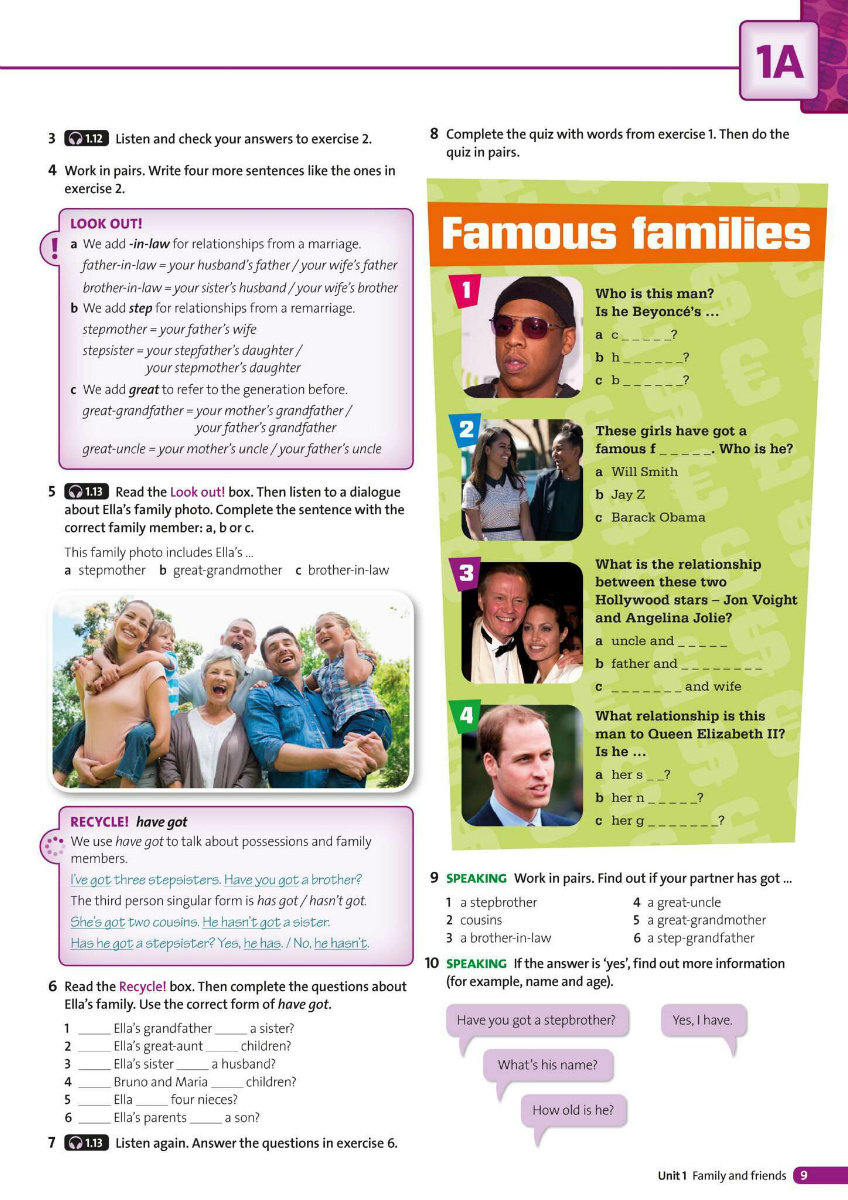 1A
3 1.12 Listen and check your answers to exercise 2.
4 Work in pairs. Write four more sentences like the ones in
exercise 2.
LOOK OUT!
!
a We add -in-law for relationships from a marriage.
father-in-law = your husband's father / your wife's father
brother-in-law = your sister's husband / your wife's brother
b We add step for relationships from a remarriage.
stepmother = your father's wife
stepsister = your stepfather's daughter /
your stepmother's daughter
c We add great to refer to the generation before.
great-grandfather = your mother's grandfather /
your father's grandfather
great-uncle = your mother's uncle / your father's uncle
5 1.13 Read the Look out! box. Then listen to a dialogue
about Ella's family photo. Complete the sentence with the
correct family member: a, b or c.
This family photo includes Ella's ...
a stepmother b great-grandmother c brother-in-law
RECYCLE! have got
We use have got to talk about possessions and family
members.
I've got three stepsisters. Have you got a brother?
The third person singular form is has got / hasn't got.
She's got two cousins. He hasn't got a sister.
Has he got a stepsister? Yes, he has. / No, he hasn't.
6 Read the Recycle! box. Then complete the questions about
Ella's family. Use the correct form of have got.
1 _____ Ella's grandfather _____ a sister?
2 _____ Ella's great-aunt _____ children?
3 _____ Ella's sister _____ a husband?
4 _____ Bruno and Maria _____ children?
5 _____ Ella _____ four nieces?
6 _____ Ella's parents _____ a son?
7 1.13 Listen again. Answer the questions in exercise 6.
8 Complete the quiz with words from exercise 1. Then do the
quiz in pairs.
Famous families
1
Who is this man?
Is he Beyoncé's ...
a c _ _ _ _ _?
b h _ _ _ _ _ _?
c b _ _ _ _ _ _?
2
These girls have got a
famous f _ _ _ _ _. Who is he?
a Will Smith
b Jay Z
c Barack Obama
3
What is the relationship
between these two
Hollywood stars – Jon Voight
and Angelina Jolie?
a uncle and _ _ _ _ _
b father and _ _ _ _ _ _ _ _
c _ _ _ _ _ _ _ and wife
4
What relationship is this
man to Queen Elizabeth II?
Is he ...
a her s _ _?
b her n _ _ _ _ _?
c her g _ _ _ _ _ _ _?
9 SPEAKING Work in pairs. Find out if your partner has got ...
1 a stepbrother
2 cousins
3 a brother-in-law
4 a great-uncle
5 a great-grandmother
6 a step-grandfather
10 SPEAKING If the answer is 'yes', find out more information
(for example, name and age).
Have you got a stepbrother?
Yes, I have.
What's his name?
How old is he?
Unit 1 Family and friends 9